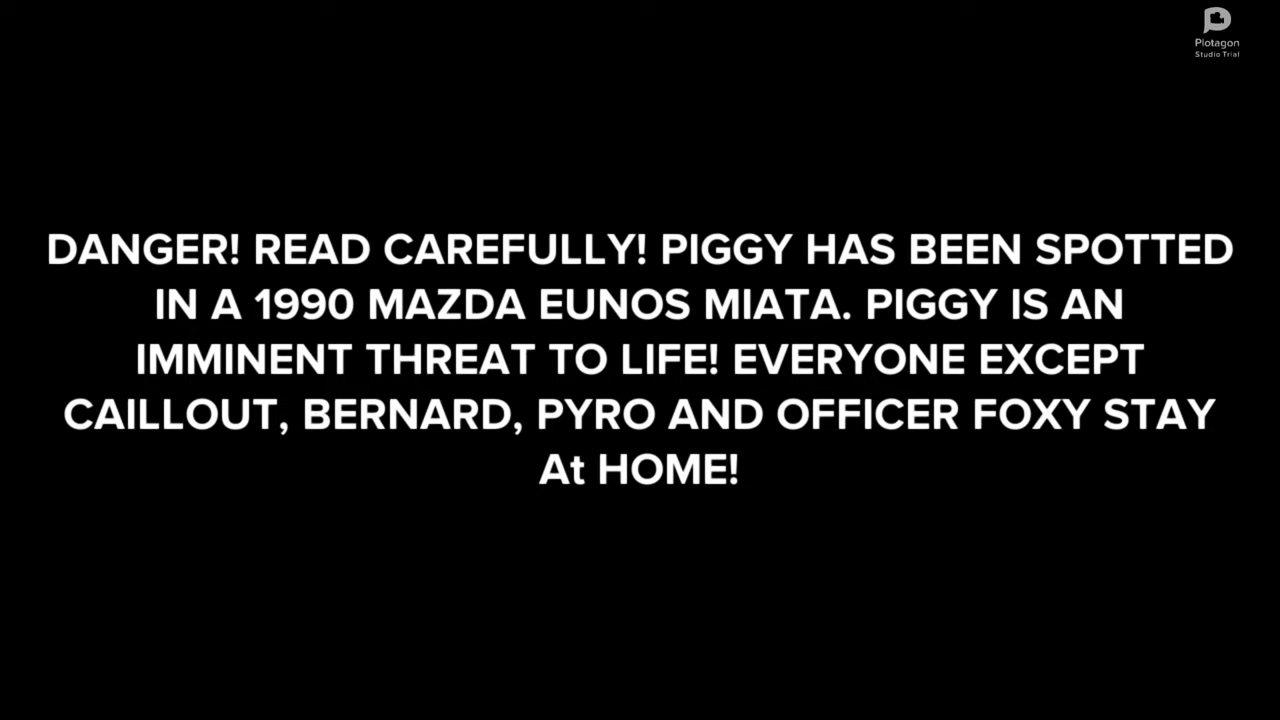 Plotagon
Studio Trial
DANGER! READ CAREFULLY! PIGGY HAS BEEN SPOTTED
IN A 1990 MAZDA EUNOS MIATA. PIGGY IS AN
IMMINENT THREAT TO LIFE! EVERYONE EXCEPT
CAILLOUT, BERNARD, PYRO AND OFFICER FOXY STAY
At HOME!